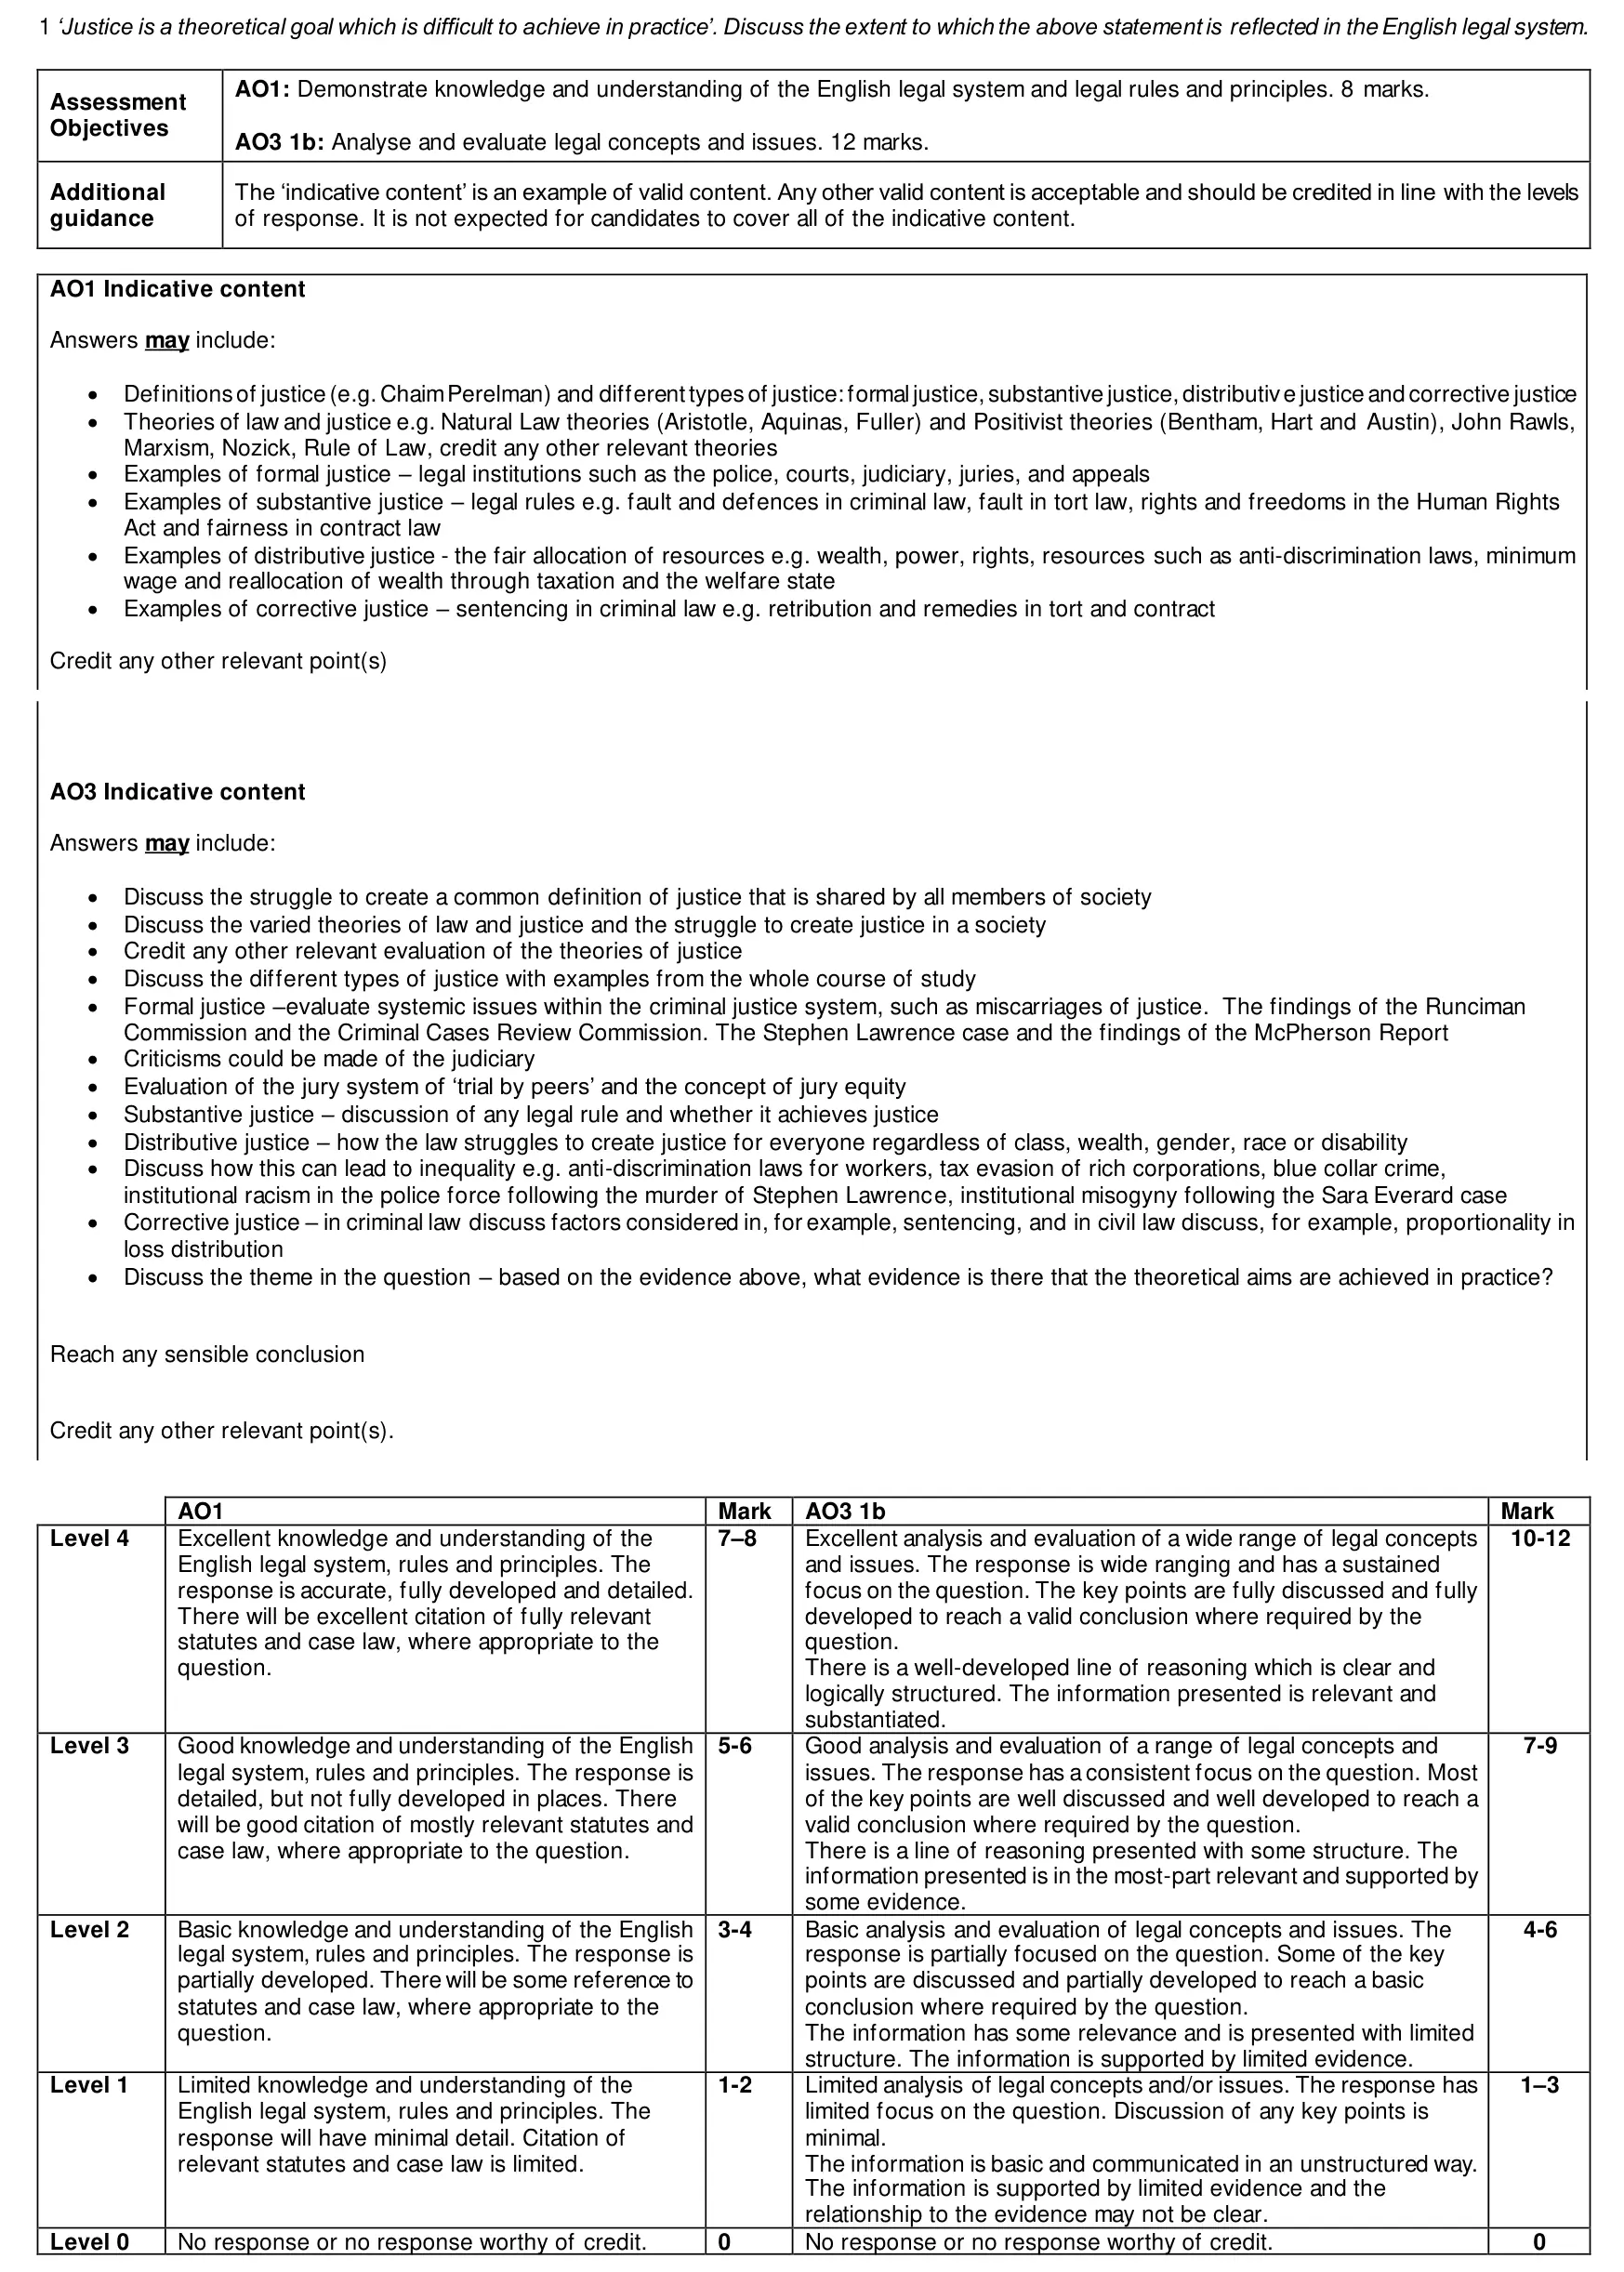 1 ‘Justice is a theoretical goal which is difficult to achieve in practice’. Discuss the extent to which the above statement is reflected in the English legal system.
Assessment
Objectives
AO1: Demonstrate knowledge and understanding of the English legal system and legal rules and principles. 8 marks.
AO3 1b: Analyse and evaluate legal concepts and issues. 12 marks.
Additional
guidance
The ‘indicative content’ is an example of valid content. Any other valid content is acceptable and should be credited in line with the levels
of response. It is not expected for candidates to cover all of the indicative content.
AO1 Indicative content
Answers may include:
• Definitions of justice (e.g. Chaim Perelman) and different types of justice: formal justice, substantive justice, distributive justice and corrective justice
• Theories of law and justice e.g. Natural Law theories (Aristotle, Aquinas, Fuller) and Positivist theories (Bentham, Hart and Austin), John Rawls,
Marxism, Nozick, Rule of Law, credit any other relevant theories
• Examples of formal justice – legal institutions such as the police, courts, judiciary, juries, and appeals
• Examples of substantive justice – legal rules e.g. fault and defences in criminal law, fault in tort law, rights and freedoms in the Human Rights
Act and fairness in contract law
• Examples of distributive justice - the fair allocation of resources e.g. wealth, power, rights, resources such as anti-discrimination laws, minimum
wage and reallocation of wealth through taxation and the welfare state
• Examples of corrective justice – sentencing in criminal law e.g. retribution and remedies in tort and contract
Credit any other relevant point(s)
AO3 Indicative content
Answers may include:
• Discuss the struggle to create a common definition of justice that is shared by all members of society
• Discuss the varied theories of law and justice and the struggle to create justice in a society
• Credit any other relevant evaluation of the theories of justice
• Discuss the different types of justice with examples from the whole course of study
• Formal justice –evaluate systemic issues within the criminal justice system, such as miscarriages of justice. The findings of the Runciman
Commission and the Criminal Cases Review Commission. The Stephen Lawrence case and the findings of the McPherson Report
• Criticisms could be made of the judiciary
• Evaluation of the jury system of ‘trial by peers’ and the concept of jury equity
• Substantive justice – discussion of any legal rule and whether it achieves justice
• Distributive justice – how the law struggles to create justice for everyone regardless of class, wealth, gender, race or disability
• Discuss how this can lead to inequality e.g. anti-discrimination laws for workers, tax evasion of rich corporations, blue collar crime,
institutional racism in the police force following the murder of Stephen Lawrence, institutional misogyny following the Sara Everard case
• Corrective justice – in criminal law discuss factors considered in, for example, sentencing, and in civil law discuss, for example, proportionality in
loss distribution
• Discuss the theme in the question – based on the evidence above, what evidence is there that the theoretical aims are achieved in practice?
Reach any sensible conclusion
Credit any other relevant point(s).
AO1 Mark AO3 1b Mark
Level 4
Excellent knowledge and understanding of the
English legal system, rules and principles. The
response is accurate, fully developed and detailed.
There will be excellent citation of fully relevant
statutes and case law, where appropriate to the
question.
7–8
Excellent analysis and evaluation of a wide range of legal concepts
and issues. The response is wide ranging and has a sustained
focus on the question. The key points are fully discussed and fully
developed to reach a valid conclusion where required by the
question.
There is a well-developed line of reasoning which is clear and
logically structured. The information presented is relevant and
substantiated.
10-12
Level 3
Good knowledge and understanding of the English
legal system, rules and principles. The response is
detailed, but not fully developed in places. There
will be good citation of mostly relevant statutes and
case law, where appropriate to the question.
5-6
Good analysis and evaluation of a range of legal concepts and
issues. The response has a consistent focus on the question. Most
of the key points are well discussed and well developed to reach a
valid conclusion where required by the question.
There is a line of reasoning presented with some structure. The
information presented is in the most-part relevant and supported by
some evidence.
7-9
Level 2
Basic knowledge and understanding of the English
legal system, rules and principles. The response is
partially developed. There will be some reference to
statutes and case law, where appropriate to the
question.
3-4
Basic analysis and evaluation of legal concepts and issues. The
response is partially focused on the question. Some of the key
points are discussed and partially developed to reach a basic
conclusion where required by the question.
The information has some relevance and is presented with limited
structure. The information is supported by limited evidence.
4-6
Level 1
Limited knowledge and understanding of the
English legal system, rules and principles. The
response will have minimal detail. Citation of
relevant statutes and case law is limited.
1-2
Limited analysis of legal concepts and/or issues. The response has
limited focus on the question. Discussion of any key points is
minimal.
The information is basic and communicated in an unstructured way.
The information is supported by limited evidence and the
relationship to the evidence may not be clear.
1–3
Level 0
No response or no response worthy of credit.
0
No response or no response worthy of credit.
0